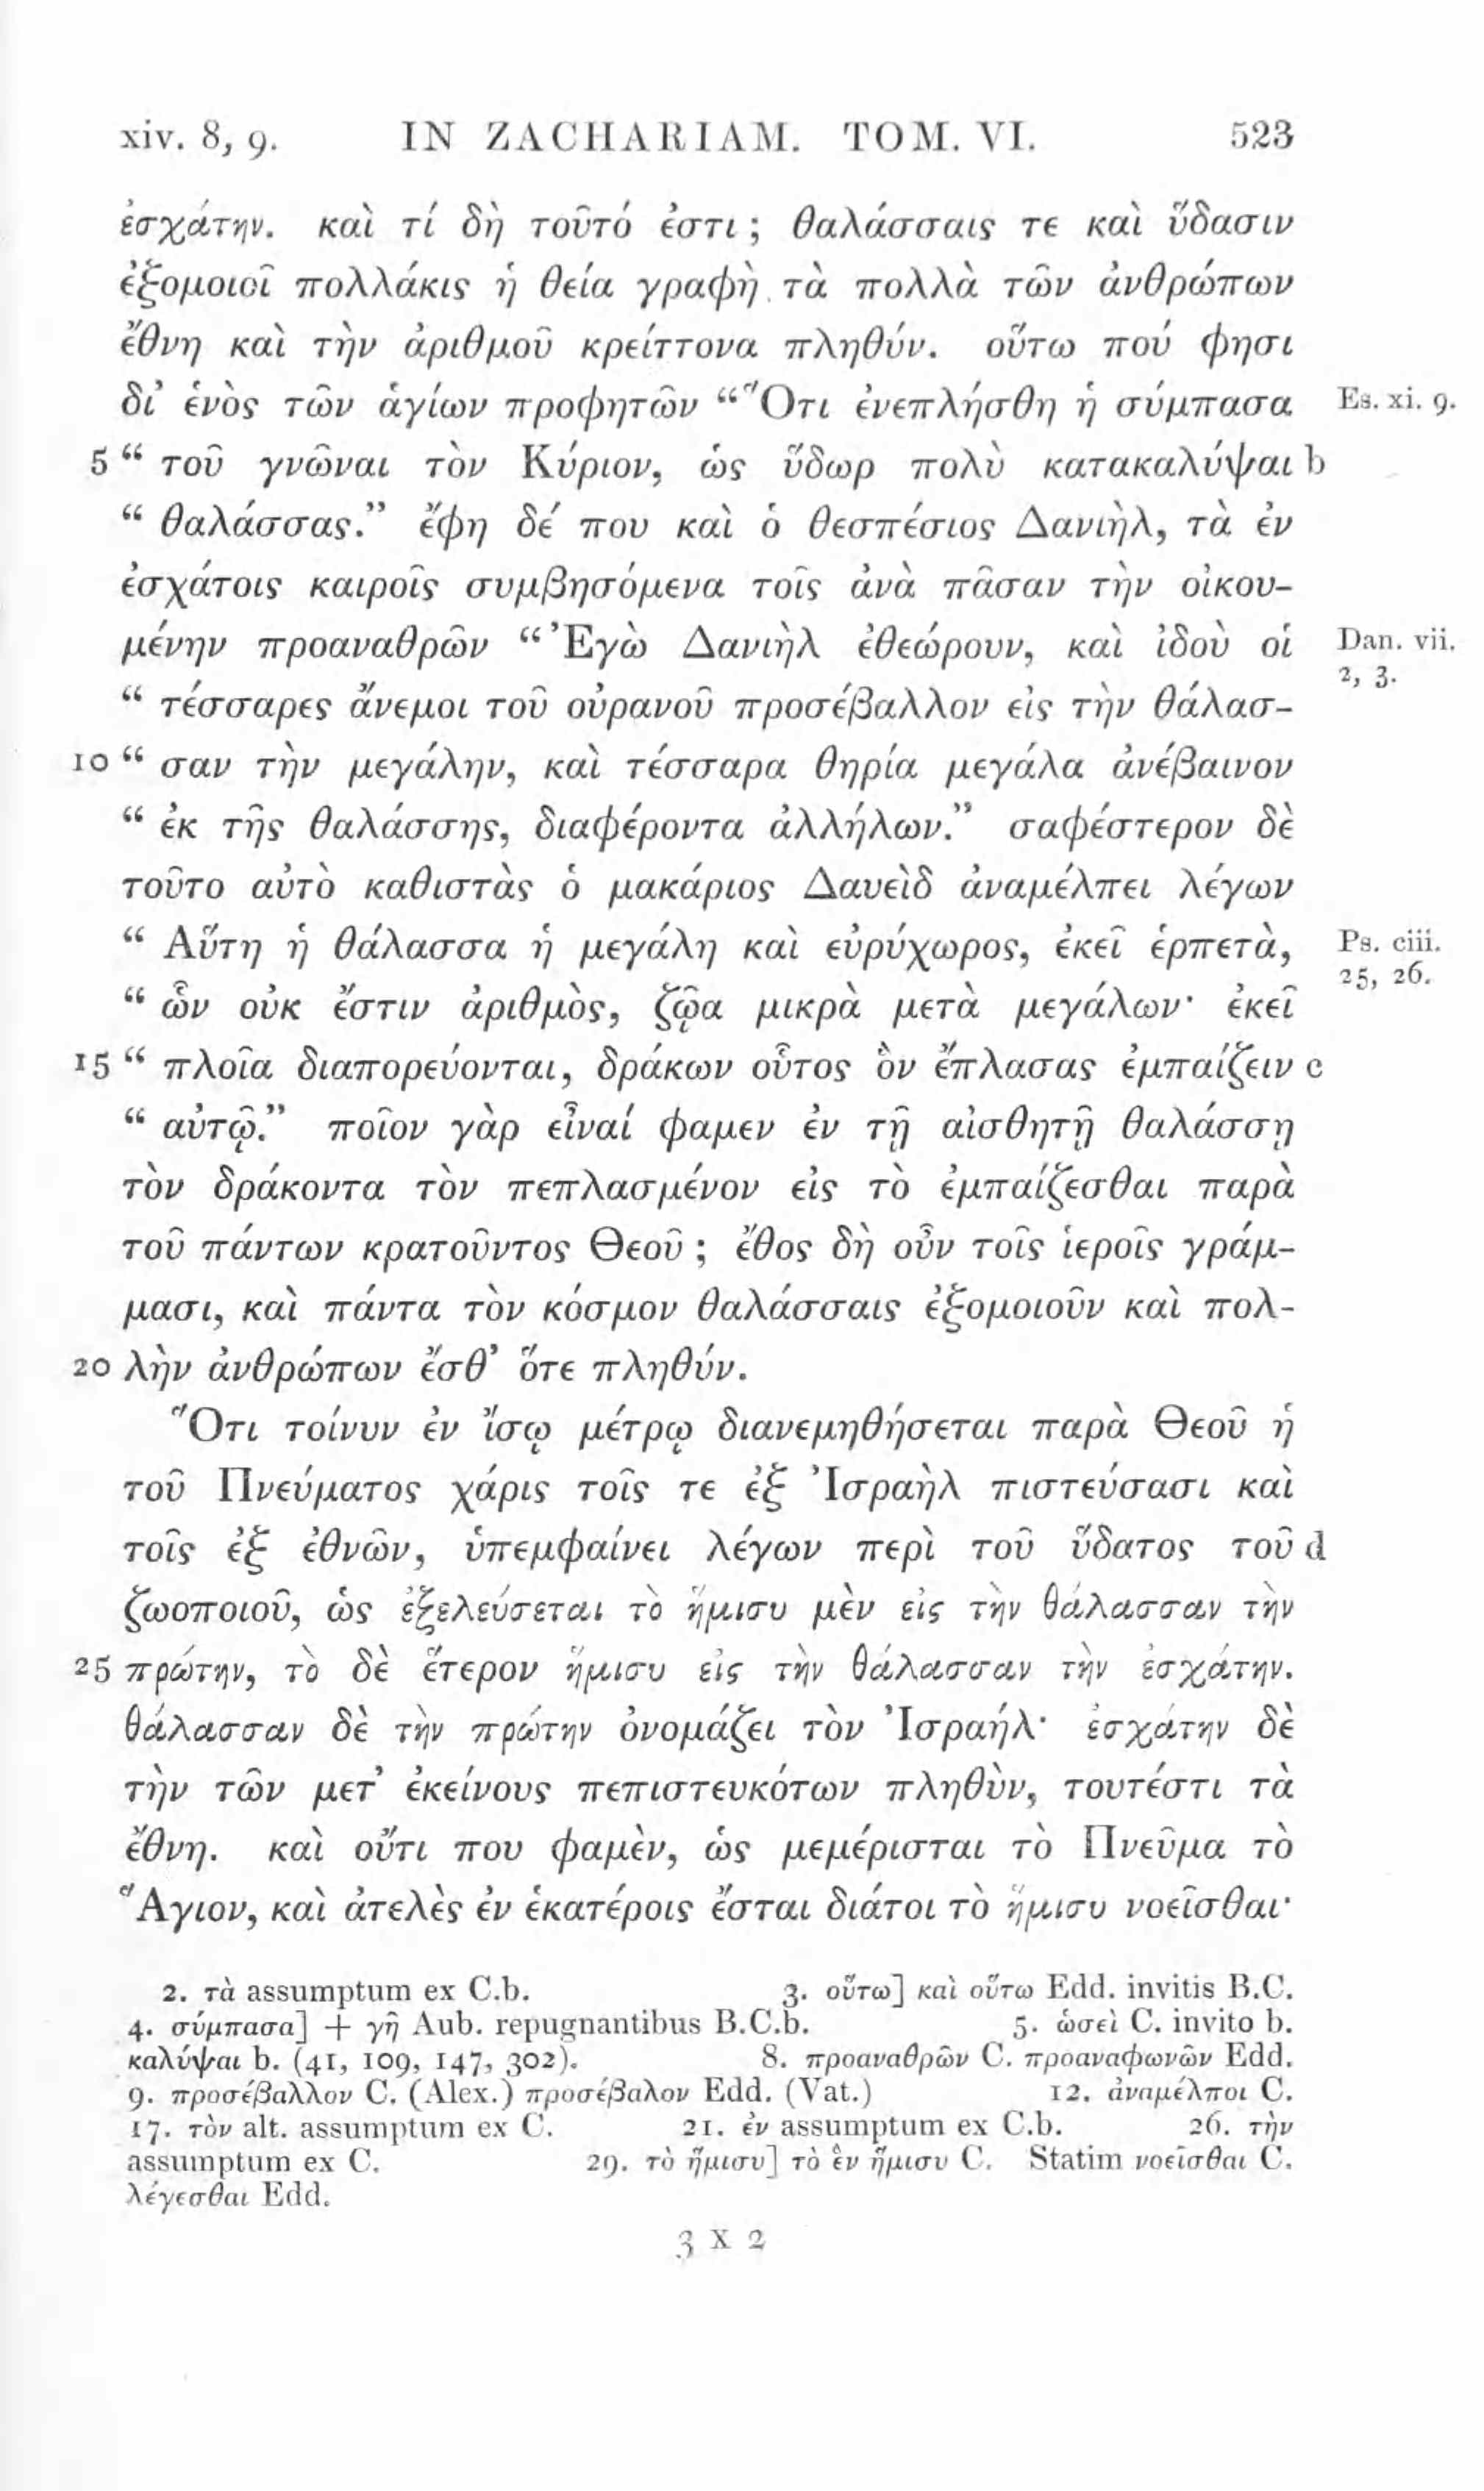 xiv. 8, 9. IN ZACHARIAM. TOM. VI. 523
ἐσχάτην. καὶ τί δὴ τοῦτό ἐστι; θαλάσσαις τε καὶ ὕδασιν
ἐξομοιοῖ πολλάκις ἡ θεία γραφὴ τὰ πολλὰ τῶν ἀνθρώπων
ἔθνη καὶ τὴν ἀριθμοῦ κρείττονα πληθύν. οὕτω πού φησι
δι’ ἑνὸς τῶν ἁγίων προφητῶν “Ὅτι ἐνεπλήσθη ἡ σύμπασα Es. xi. 9.
5 “ τοῦ γνῶναι τὸν Κύριον, ὡς ὕδωρ πολὺ κατακαλύψαι b
“ θαλάσσας.” ἔφη δέ που καὶ ὁ θεσπέσιος Δανιὴλ, τὰ ἐν
ἐσχάτοις καιροῖς συμβησόμενα τοῖς ἀνὰ πᾶσαν τὴν οἰκου-
μένην προαναθρῶν “Ἐγὼ Δανιὴλ ἐθεώρουν, καὶ ἰδοὺ οἱ Dan. vii.
2, 3.
“ τέσσαρες ἄνεμοι τοῦ οὐρανοῦ προσέβαλλον εἰς τὴν θάλασ-
10 “ σαν τὴν μεγάλην, καὶ τέσσαρα θηρία μεγάλα ἀνέβαινον
“ ἐκ τῆς θαλάσσης, διαφέροντα ἀλλήλων.” σαφέστερον δὲ
τοῦτο αὐτὸ καθιστὰς ὁ μακάριος Δαυεὶδ ἀναμέλπει λέγων
“ Αὕτη ἡ θάλασσα ἡ μεγάλη καὶ εὐρύχωρος, ἐκεῖ ἑρπετὰ, Ps. ciii.
25, 26.
“ ὧν οὐκ ἔστιν ἀριθμὸς, ζῷα μικρὰ μετὰ μεγάλων· ἐκεῖ
15 “ πλοῖα διαπορεύονται, δράκων οὗτος ὃν ἔπλασας ἐμπαίζειν c
“ αὐτῷ.” ποῖον γὰρ εἶναί φαμεν ἐν τῇ αἰσθητῇ θαλάσσῃ
τὸν δράκοντα τὸν πεπλασμένον εἰς τὸ ἐμπαίζεσθαι παρὰ
τοῦ πάντων κρατοῦντος Θεοῦ; ἔθος δὴ οὖν τοῖς ἱεροῖς γράμ-
μασι, καὶ πάντα τὸν κόσμον θαλάσσαις ἐξομοιοῦν καὶ πολ-
20 λὴν ἀνθρώπων ἔσθ’ ὅτε πληθύν.
Ὅτι τοίνυν ἐν ἴσῳ μέτρῳ διανεμηθήσεται παρὰ Θεοῦ ἡ
τοῦ Πνεύματος χάρις τοῖς τε ἐξ Ἰσραὴλ πιστεύσασι καὶ
τοῖς ἐξ ἐθνῶν, ὑπεμφαίνει λέγων περὶ τοῦ ὕδατος τοῦ d
ζωοποιοῦ, ὡς ἐξελεύσεται τὸ ἥμισυ μὲν εἰς τὴν θάλασσαν τὴν
25 πρώτην, τὸ δὲ ἕτερον ἥμισυ εἰς τὴν θάλασσαν τὴν ἐσχάτην.
θάλασσαν δὲ τὴν πρώτην ὀνομάζει τὸν Ἰσραήλ· ἐσχάτην δὲ
τὴν τῶν μετ’ ἐκείνους πεπιστευκότων πληθὺν, τουτέστι τὰ
ἔθνη. καὶ οὔτι που φαμὲν, ὡς μεμέρισται τὸ Πνεῦμα τὸ
Ἅγιον, καὶ ἀτελὲς ἐν ἑκατέροις ἔσται διάτοι τὸ ἥμισυ νοεῖσθαι·
2. τὰ assumptum ex C.b. 3. οὕτω] καὶ οὕτω Edd. invitis B.C.
4. σύμπασα] + γῆ Aub. repugnantibus B.C.b. 5. ὡσεὶ C. invito b.
καλύψαι b. (41, 109, 147, 302). 8. προαναθρῶν C. προαναφωνῶν Edd.
9. προσέβαλλον C. (Alex.) προσέβαλον Edd. (Vat.) 12. ἀναμέλποι C.
17. τὸν alt. assumptum ex C. 21. ἐν assumptum ex C.b. 26. τὴν
assumptum ex C. 29. τὸ ἥμισυ] τὸ ἓν ἥμισυ C. Statim νοεῖσθαι C.
λέγεσθαι Edd.
3 X 2